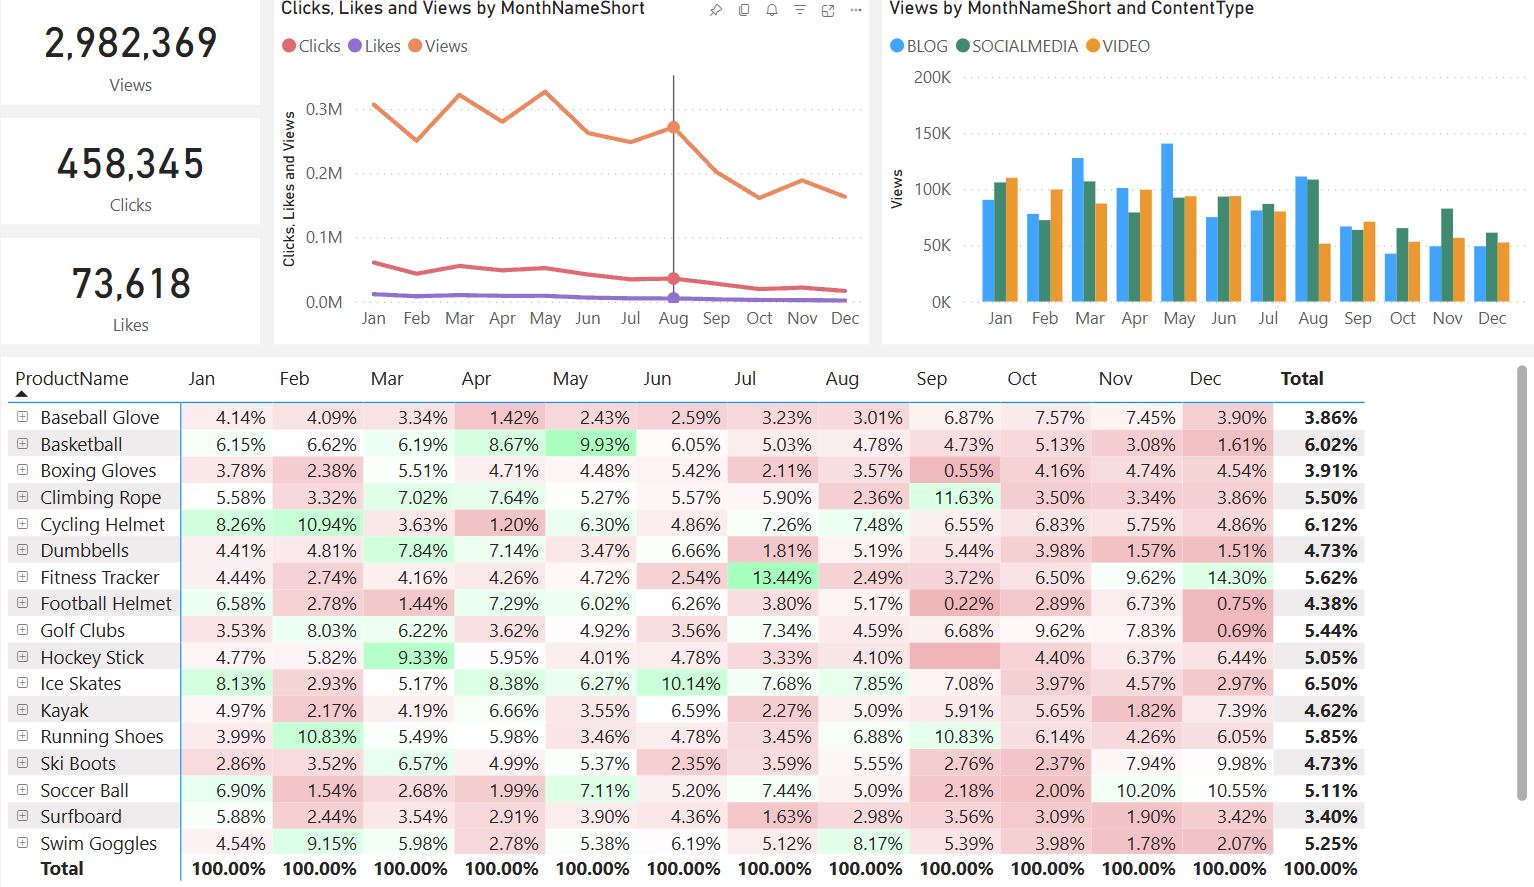 2,982,369
Views
458,345
Clicks
73,618
Likes
Clicks, Likes and Views by MonthNameShort
Clicks Likes Views
Clicks, Likes and Views
0.3M
0.2M
0.1M
0.0M
Jan Feb Mar Apr May Jun Jul Aug Sep Oct Nov Dec
Views by MonthNameShort and ContentType
BLOG SOCIALMEDIA VIDEO
Views
200K
150K
100K
50K
0K
Jan Feb Mar Apr May Jun Jul Aug Sep Oct Nov Dec
ProductName Jan Feb Mar Apr May Jun Jul Aug Sep Oct Nov Dec Total
Baseball Glove 4.14% 4.09% 3.34% 1.42% 2.43% 2.59% 3.23% 3.01% 6.87% 7.57% 7.45% 3.90% 3.86%
Basketball 6.15% 6.62% 6.19% 8.67% 9.93% 6.05% 5.03% 4.78% 4.73% 5.13% 3.08% 1.61% 6.02%
Boxing Gloves 3.78% 2.38% 5.51% 4.71% 4.48% 5.42% 2.11% 3.57% 0.55% 4.16% 4.74% 4.54% 3.91%
Climbing Rope 5.58% 3.32% 7.02% 7.64% 5.27% 5.57% 5.90% 2.36% 11.63% 3.50% 3.34% 3.86% 5.50%
Cycling Helmet 8.26% 10.94% 3.63% 1.20% 6.30% 4.86% 7.26% 7.48% 6.55% 6.83% 5.75% 4.86% 6.12%
Dumbbells 4.41% 4.81% 7.84% 7.14% 3.47% 6.66% 1.81% 5.19% 5.44% 3.98% 1.57% 1.51% 4.73%
Fitness Tracker 4.44% 2.74% 4.16% 4.26% 4.72% 2.54% 13.44% 2.49% 3.72% 6.50% 9.62% 14.30% 5.62%
Football Helmet 6.58% 2.78% 1.44% 7.29% 6.02% 6.26% 3.80% 5.17% 0.22% 2.89% 6.73% 0.75% 4.38%
Golf Clubs 3.53% 8.03% 6.22% 3.62% 4.92% 3.56% 7.34% 4.59% 6.68% 9.62% 7.83% 0.69% 5.44%
Hockey Stick 4.77% 5.82% 9.33% 5.95% 4.01% 4.78% 3.33% 4.10% 4.40% 6.37% 6.44% 5.05%
Ice Skates 8.13% 2.93% 5.17% 8.38% 6.27% 10.14% 7.68% 7.85% 7.08% 3.97% 4.57% 2.97% 6.50%
Kayak 4.97% 2.17% 4.19% 6.66% 3.55% 6.59% 2.27% 5.09% 5.91% 5.65% 1.82% 7.39% 4.62%
Running Shoes 3.99% 10.83% 5.49% 5.98% 3.46% 4.78% 3.45% 6.88% 10.83% 6.14% 4.26% 6.05% 5.85%
Ski Boots 2.86% 3.52% 6.57% 4.99% 5.37% 2.35% 3.59% 5.55% 2.76% 2.37% 7.94% 9.98% 4.73%
Soccer Ball 6.90% 1.54% 2.68% 1.99% 7.11% 5.20% 7.44% 5.09% 2.18% 2.00% 10.20% 10.55% 5.11%
Surfboard 5.88% 2.44% 3.54% 2.91% 3.90% 4.36% 1.63% 2.98% 3.56% 3.09% 1.90% 3.42% 3.40%
Swim Goggles 4.54% 9.15% 5.98% 2.78% 5.38% 6.19% 5.12% 8.17% 5.39% 3.98% 1.78% 2.07% 5.25%
Total 100.00% 100.00% 100.00% 100.00% 100.00% 100.00% 100.00% 100.00% 100.00% 100.00% 100.00% 100.00% 100.00%